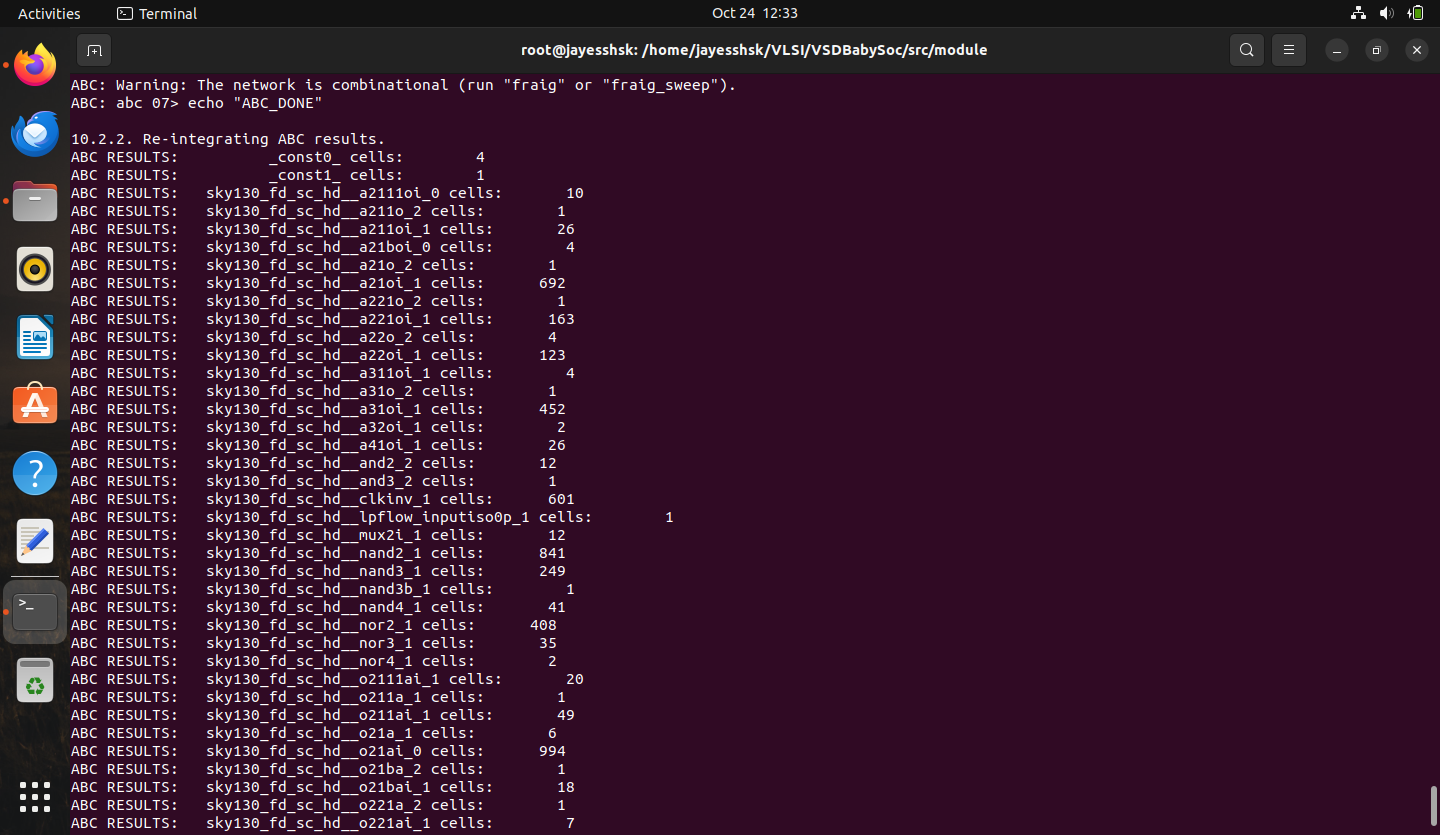 Activities Terminal Oct 24 12:33
root@jayesshsk: /home/jayesshsk/VLSI/VSDBabySoc/src/module
ABC: Warning: The network is combinational (run "fraig" or "fraig_sweep").
ABC: abc 07> echo "ABC_DONE"
10.2.2. Re-integrating ABC results.
ABC RESULTS: _const0_ cells: 4
ABC RESULTS: _const1_ cells: 1
ABC RESULTS: sky130_fd_sc_hd__a2111oi_0 cells: 10
ABC RESULTS: sky130_fd_sc_hd__a211o_2 cells: 1
ABC RESULTS: sky130_fd_sc_hd__a211oi_1 cells: 26
ABC RESULTS: sky130_fd_sc_hd__a21boi_0 cells: 4
ABC RESULTS: sky130_fd_sc_hd__a21o_2 cells: 1
ABC RESULTS: sky130_fd_sc_hd__a21oi_1 cells: 692
ABC RESULTS: sky130_fd_sc_hd__a221o_2 cells: 1
ABC RESULTS: sky130_fd_sc_hd__a221oi_1 cells: 163
ABC RESULTS: sky130_fd_sc_hd__a22o_2 cells: 4
ABC RESULTS: sky130_fd_sc_hd__a22oi_1 cells: 123
ABC RESULTS: sky130_fd_sc_hd__a311oi_1 cells: 4
ABC RESULTS: sky130_fd_sc_hd__a31o_2 cells: 1
ABC RESULTS: sky130_fd_sc_hd__a31oi_1 cells: 452
ABC RESULTS: sky130_fd_sc_hd__a32oi_1 cells: 2
ABC RESULTS: sky130_fd_sc_hd__a41oi_1 cells: 26
ABC RESULTS: sky130_fd_sc_hd__and2_2 cells: 12
ABC RESULTS: sky130_fd_sc_hd__and3_2 cells: 1
ABC RESULTS: sky130_fd_sc_hd__clkinv_1 cells: 601
ABC RESULTS: sky130_fd_sc_hd__lpflow_inputiso0p_1 cells: 1
ABC RESULTS: sky130_fd_sc_hd__mux2i_1 cells: 12
ABC RESULTS: sky130_fd_sc_hd__nand2_1 cells: 841
ABC RESULTS: sky130_fd_sc_hd__nand3_1 cells: 249
ABC RESULTS: sky130_fd_sc_hd__nand3b_1 cells: 1
ABC RESULTS: sky130_fd_sc_hd__nand4_1 cells: 41
ABC RESULTS: sky130_fd_sc_hd__nor2_1 cells: 408
ABC RESULTS: sky130_fd_sc_hd__nor3_1 cells: 35
ABC RESULTS: sky130_fd_sc_hd__nor4_1 cells: 2
ABC RESULTS: sky130_fd_sc_hd__o2111ai_1 cells: 20
ABC RESULTS: sky130_fd_sc_hd__o211a_1 cells: 1
ABC RESULTS: sky130_fd_sc_hd__o211ai_1 cells: 49
ABC RESULTS: sky130_fd_sc_hd__o21a_1 cells: 6
ABC RESULTS: sky130_fd_sc_hd__o21ai_0 cells: 994
ABC RESULTS: sky130_fd_sc_hd__o21ba_2 cells: 1
ABC RESULTS: sky130_fd_sc_hd__o21bai_1 cells: 18
ABC RESULTS: sky130_fd_sc_hd__o221a_2 cells: 1
ABC RESULTS: sky130_fd_sc_hd__o221ai_1 cells: 7